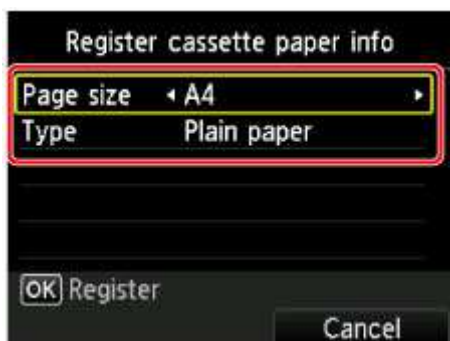 Register cassette paper info
Page size A4
Type Plain paper
OK Register
Cancel